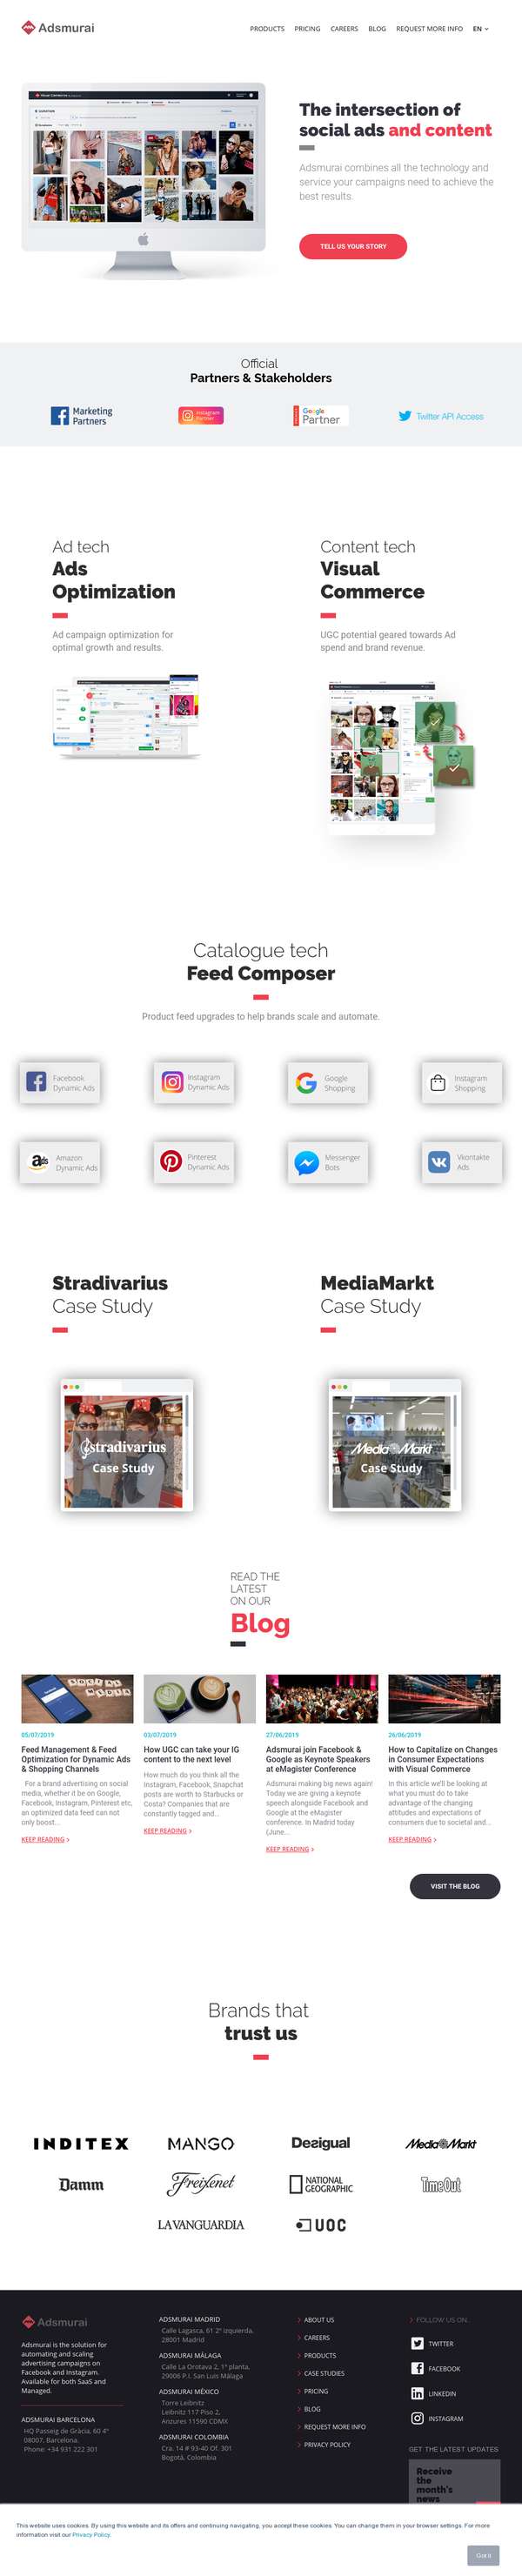 Adsmurai
PRODUCTS PRICING CAREERS BLOG REQUEST MORE INFO EN
The intersection of
social ads and content
Adsmurai combines all the technology and
service your campaigns need to achieve the
best results.
TELL US YOUR STORY
Official
Partners & Stakeholders
Marketing
Partners
Instagram
Partner
Google
Partner
Twitter API Access
Ad tech
Ads
Optimization
Ad campaign optimization for
optimal growth and results.
Content tech
Visual
Commerce
UGC potential geared towards Ad
spend and brand revenue.
Catalogue tech
Feed Composer
Product feed upgrades to help brands scale and automate.
Facebook
Dynamic Ads
Instagram
Dynamic Ads
Google
Shopping
Instagram
Shopping
Amazon
Dynamic Ads
Pinterest
Dynamic Ads
Messenger
Bots
Vkontakte
Ads
Stradivarius
Case Study
MediaMarkt
Case Study
stradivarius
Case Study
Media Markt
Case Study
READ THE
LATEST
ON OUR
Blog
05/07/2019
Feed Management & Feed
Optimization for Dynamic Ads
& Shopping Channels
For a brand advertising on social
media, whether it be on Google,
Facebook, Instagram, Pinterest etc,
an optimized data feed can not
only boost...
KEEP READING >
03/07/2019
How UGC can take your IG
content to the next level
How much do you think all the
Instagram, Facebook, Snapchat
posts are worth to Starbucks or
Costa? Companies that are
constantly tagged and...
KEEP READING >
27/06/2019
Adsmurai join Facebook &
Google as Keynote Speakers
at eMagister Conference
Adsmurai making big news again!
Today we are giving a keynote
speech alongside Facebook and
Google at the eMagister
conference. In Madrid today
(June...
KEEP READING >
26/06/2019
How to Capitalize on Changes
in Consumer Expectations
with Visual Commerce
In this article we'll be looking at
what you must do to take
advantage of the changing
attitudes and expectations of
consumers due to societal and...
KEEP READING >
VISIT THE BLOG
Brands that
trust us
INDITEX
MANGO
Desigual
Media Markt
Damm
Freixenet
NATIONAL
GEOGRAPHIC
TimeOut
LAVANGUARDIA
UOC
Adsmurai
Adsmurai is the solution for
automating and scaling
advertising campaigns on
Facebook and Instagram.
Available for both SaaS and
Managed.
ADSMURAI BARCELONA
HQ Passeig de Gràcia, 60 4º
08007, Barcelona.
Phone: +34 931 222 301
ADSMURAI MADRID
Calle Lagasca, 61 2º izquierda,
28001 Madrid
ADSMURAI MÁLAGA
Calle La Orotava 2, 1ª planta,
29006 P.I. San Luis Málaga
ADSMURAI MÉXICO
Torre Leibnitz
Leibnitz 117 Piso 2,
Anzures 11590 CDMX
ADSMURAI COLOMBIA
Cra. 14 # 93-40 Of. 301
Bogotá, Colombia
> ABOUT US
> CAREERS
> PRODUCTS
> CASE STUDIES
> PRICING
> BLOG
> REQUEST MORE INFO
> PRIVACY POLICY
> FOLLOW US ON...
TWITTER
FACEBOOK
LINKEDIN
INSTAGRAM
GET THE LATEST UPDATES
Receive
the
month's
news
This website uses cookies. By using this website and its offers and continuing navigating, you accept these cookies. You can change them in your browser settings. For more
information visit our Privacy Policy.
Got it